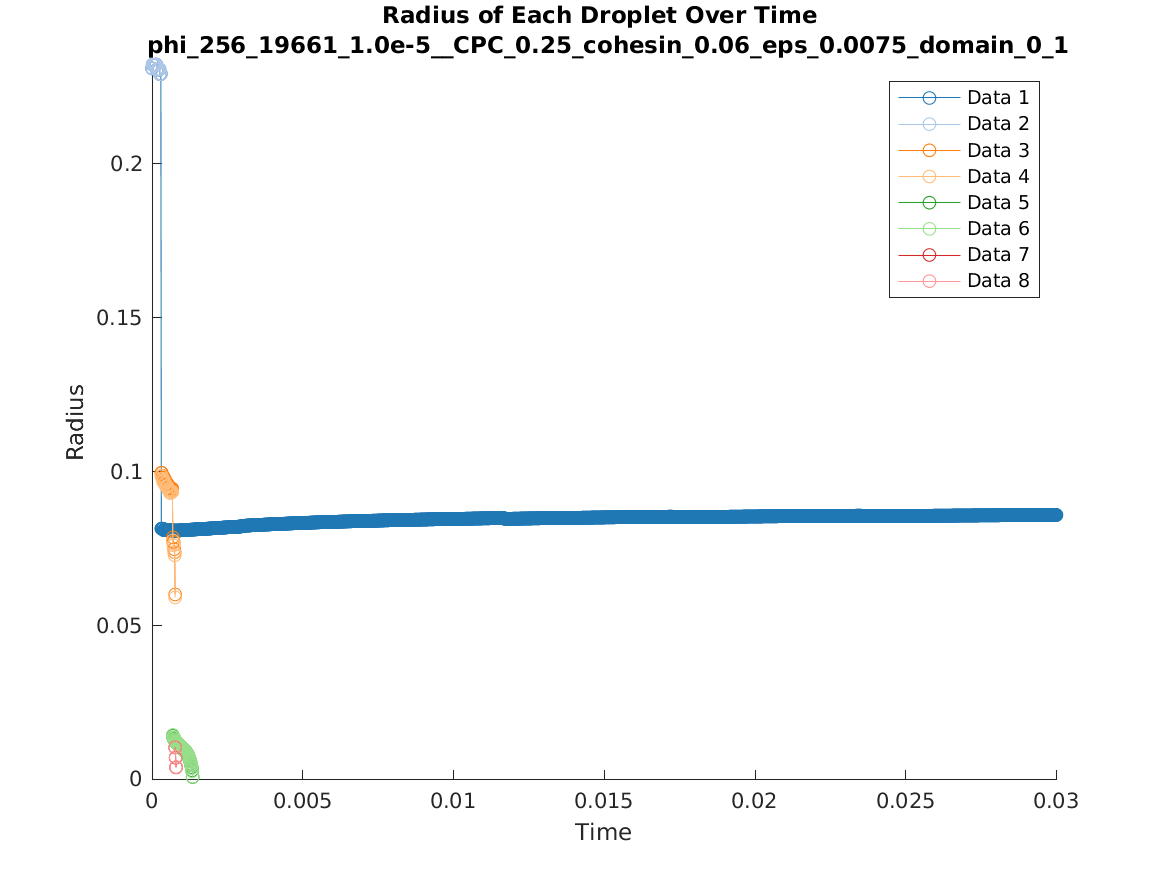 Radius of Each Droplet Over Time
phi_256_19661_1.0e-5__CPC_0.25_cohesin_0.06_eps_0.0075_domain_0_1
Data 1
Data 2
Data 3
Data 4
Data 5
Data 6
Data 7
Data 8
Radius
0.2
0.15
0.1
0.05
0
0 0.005 0.01 0.015 0.02 0.025 0.03
Time